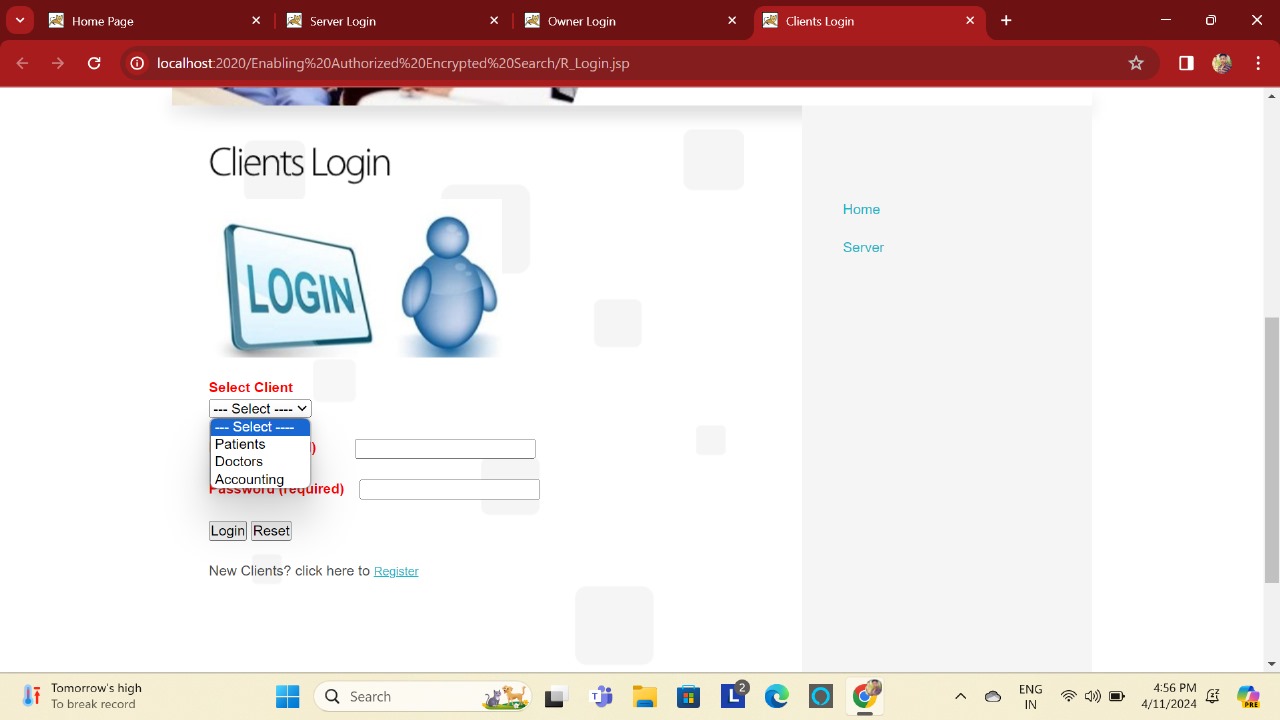 Home Page
Server Login
Owner Login
Clients Login
localhost:2020/Enabling%20Authorized%20Encrypted%20Search/R_Login.jsp
Clients Login
LOGIN
Home
Server
Select Client
--- Select ----
--- Select ----
Patients
)
Doctors
Accounting
Password (required)
Login Reset
New Clients? click here to Register
Tomorrow's high
To break record
Search
2
ENG
IN
4:56 PM
4/11/2024
PRE